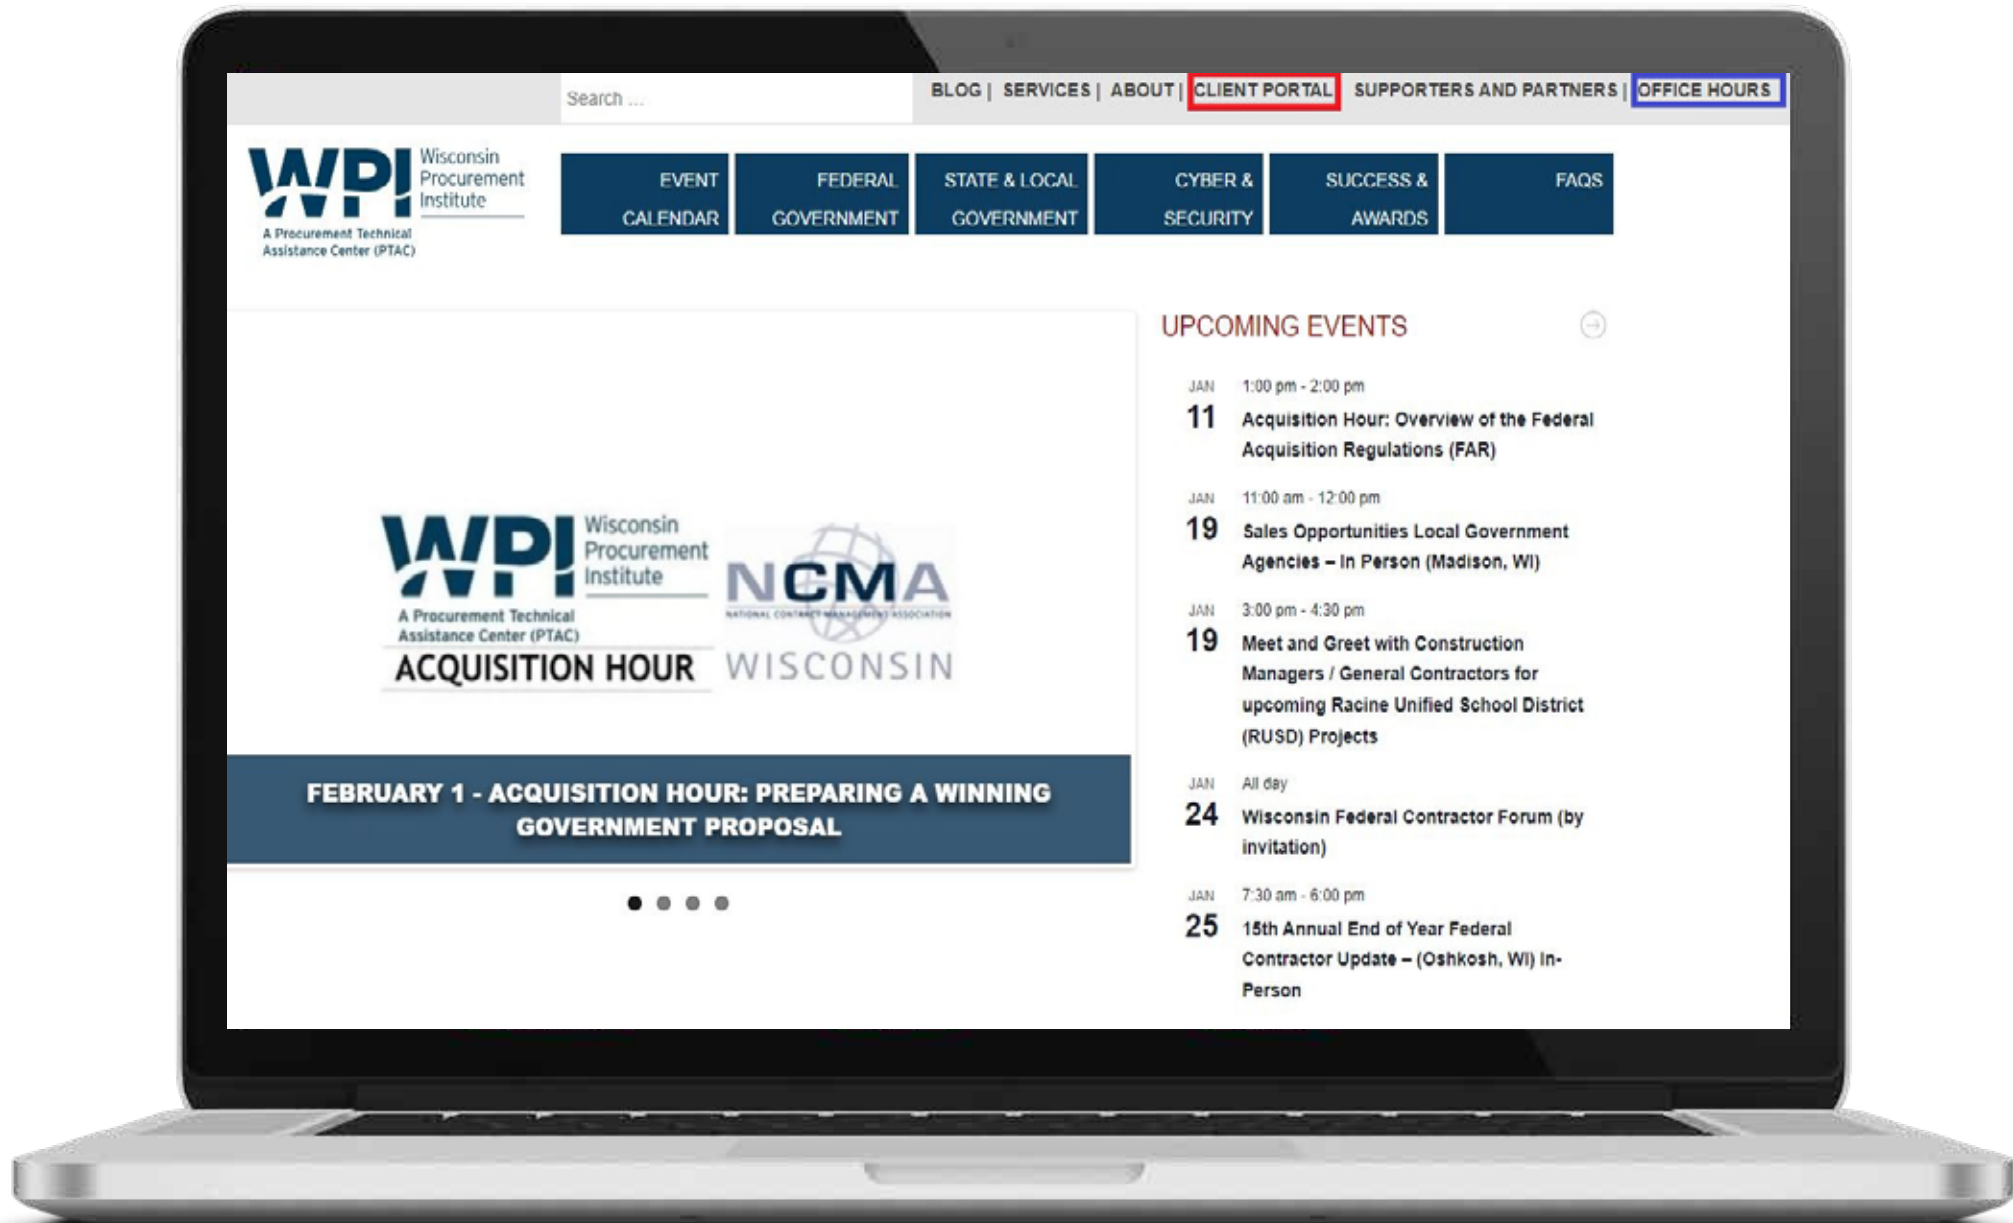 Search ...
BLOG | SERVICES | ABOUT | CLIENT PORTAL SUPPORTERS AND PARTNERS | OFFICE HOURS
WPI Wisconsin
Procurement
Institute
A Procurement Technical
Assistance Center (PTAC)
EVENT
CALENDAR
FEDERAL
GOVERNMENT
STATE & LOCAL
GOVERNMENT
CYBER &
SECURITY
SUCCESS &
AWARDS
FAQS
WPI Wisconsin
Procurement
Institute
A Procurement Technical
Assistance Center (PTAC)
ACQUISITION HOUR
NCMA
NATIONAL CONTRACT MANAGEMENT ASSOCIATION
WISCONSIN
FEBRUARY 1 - ACQUISITION HOUR: PREPARING A WINNING
GOVERNMENT PROPOSAL
UPCOMING EVENTS
JAN 1:00 pm - 2:00 pm
11 Acquisition Hour: Overview of the Federal
Acquisition Regulations (FAR)
JAN 11:00 am - 12:00 pm
19 Sales Opportunities Local Government
Agencies – In Person (Madison, WI)
JAN 3:00 pm - 4:30 pm
19 Meet and Greet with Construction
Managers / General Contractors for
upcoming Racine Unified School District
(RUSD) Projects
JAN All day
24 Wisconsin Federal Contractor Forum (by
invitation)
JAN 7:30 am - 6:00 pm
25 15th Annual End of Year Federal
Contractor Update – (Oshkosh, WI) In-
Person